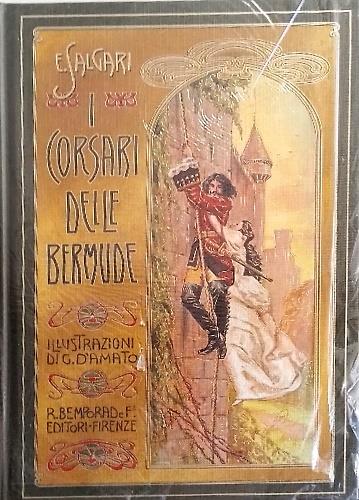 E. SALGARI
I
CORSARI
DELLE
BERMUDE
ILLUSTRAZIONI
DI G. D'AMATO
R. BEMPORAD e F.º
EDITORI-FIRENZE